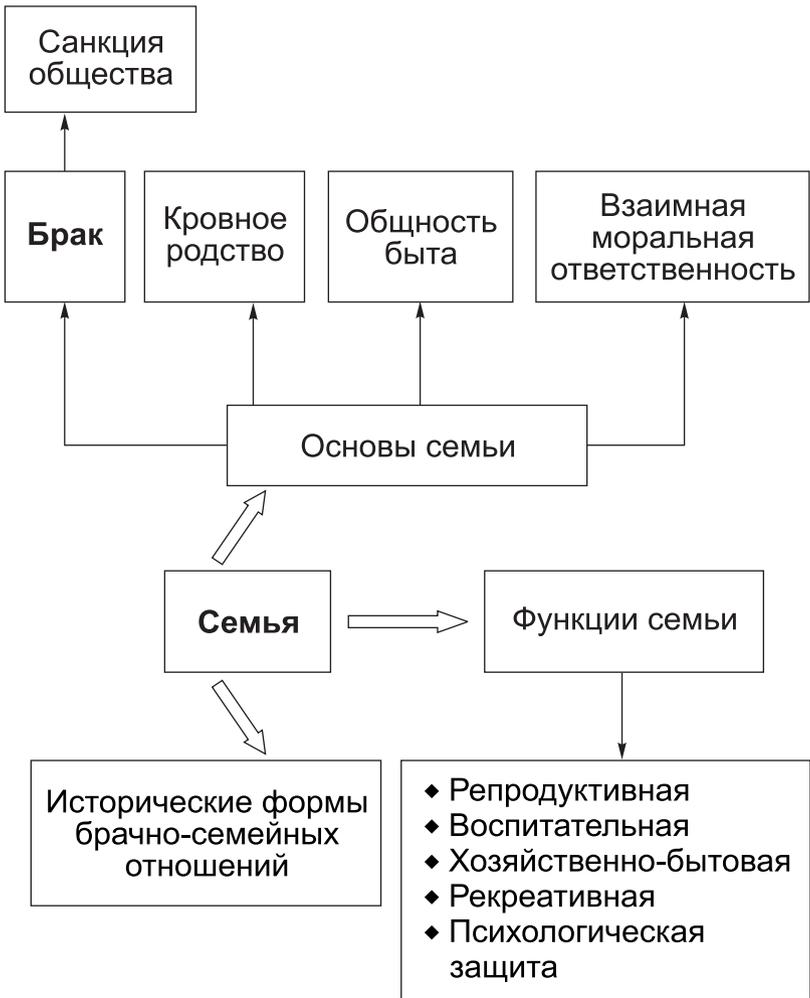 Санкция
общества
Брак
Кровное
родство
Общность
быта
Взаимная
моральная
ответственность
Основы семьи
Семья
Функции семьи
Исторические формы
брачно-семейных
отношений
◆ Репродуктивная
◆ Воспитательная
◆ Хозяйственно-бытовая
◆ Рекреативная
◆ Психологическая
защита